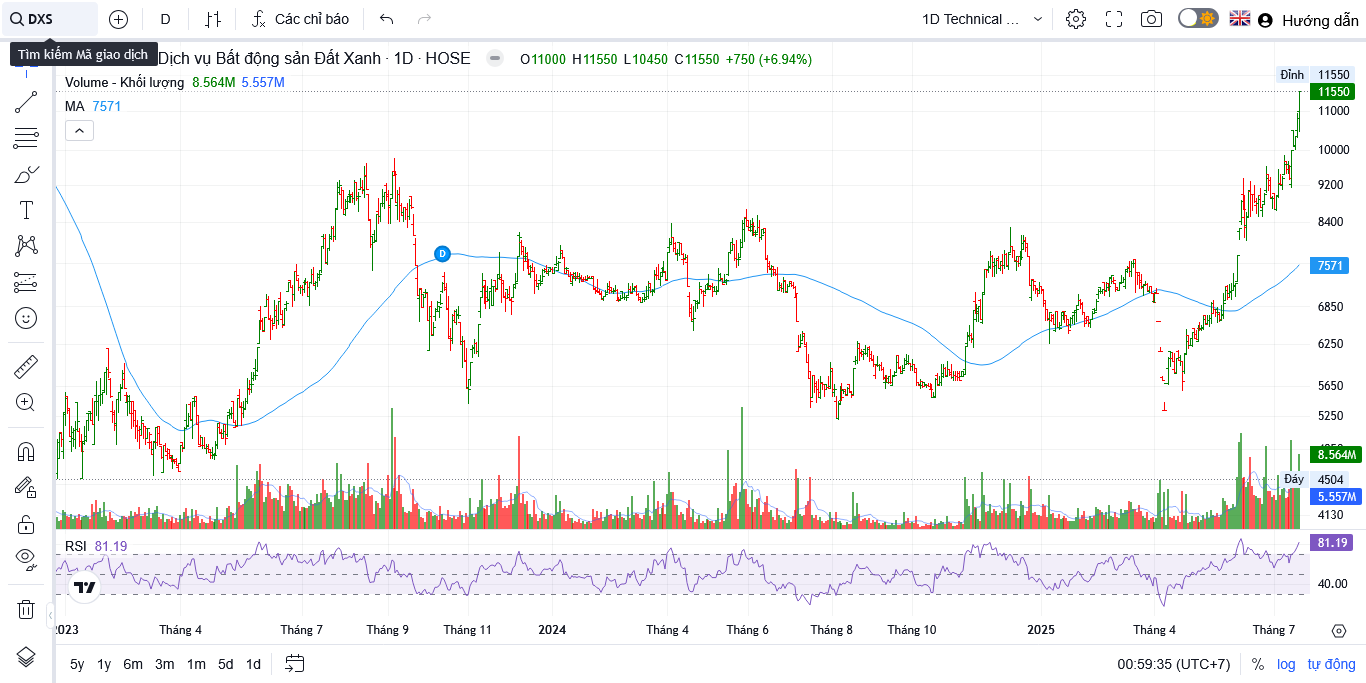 DXS D Các chỉ báo 1D Technical ... Hướng dẫn
Tìm kiếm Mã giao dịch
Dịch vụ Bất động sản Đất Xanh · 1D · HOSE O11000 H11550 L10450 C11550 +750 (+6.94%)
Volume - Khối lượng 8.564M 5.557M
MA 7571
Đỉnh 11550
11550
11000
10000
9200
8400
D
7571
6850
6250
5650
5250
8.564M
Đáy 4504
5.557M
4130
RSI 81.19
81.19
40.00
2023 Tháng 4 Tháng 7 Tháng 9 Tháng 11 2024 Tháng 4 Tháng 6 Tháng 8 Tháng 10 2025 Tháng 4 Tháng 7
5y 1y 6m 3m 1m 5d 1d 00:59:35 (UTC+7) % log tự động